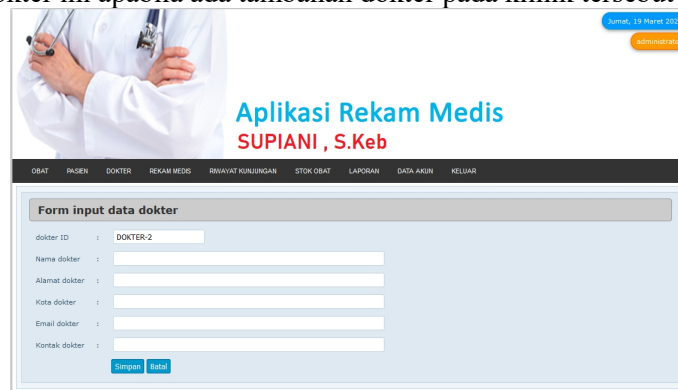 okter ini apabila ada tambahan dokter pada klinik tersebut
Jumat, 19 Maret 202
administrato
Aplikasi Rekam Medis
SUPIANI , S.Keb
OBAT PASIEN DOKTER REKAM MEDIS RIWAYAT KUNJUNGAN STOK OBAT LAPORAN DATA AKUN KELUAR
Form input data dokter
dokter ID : DOKTER-2
Nama dokter :
Alamat dokter :
Kota dokter :
Email dokter :
Kontak dokter :
Simpan Batal